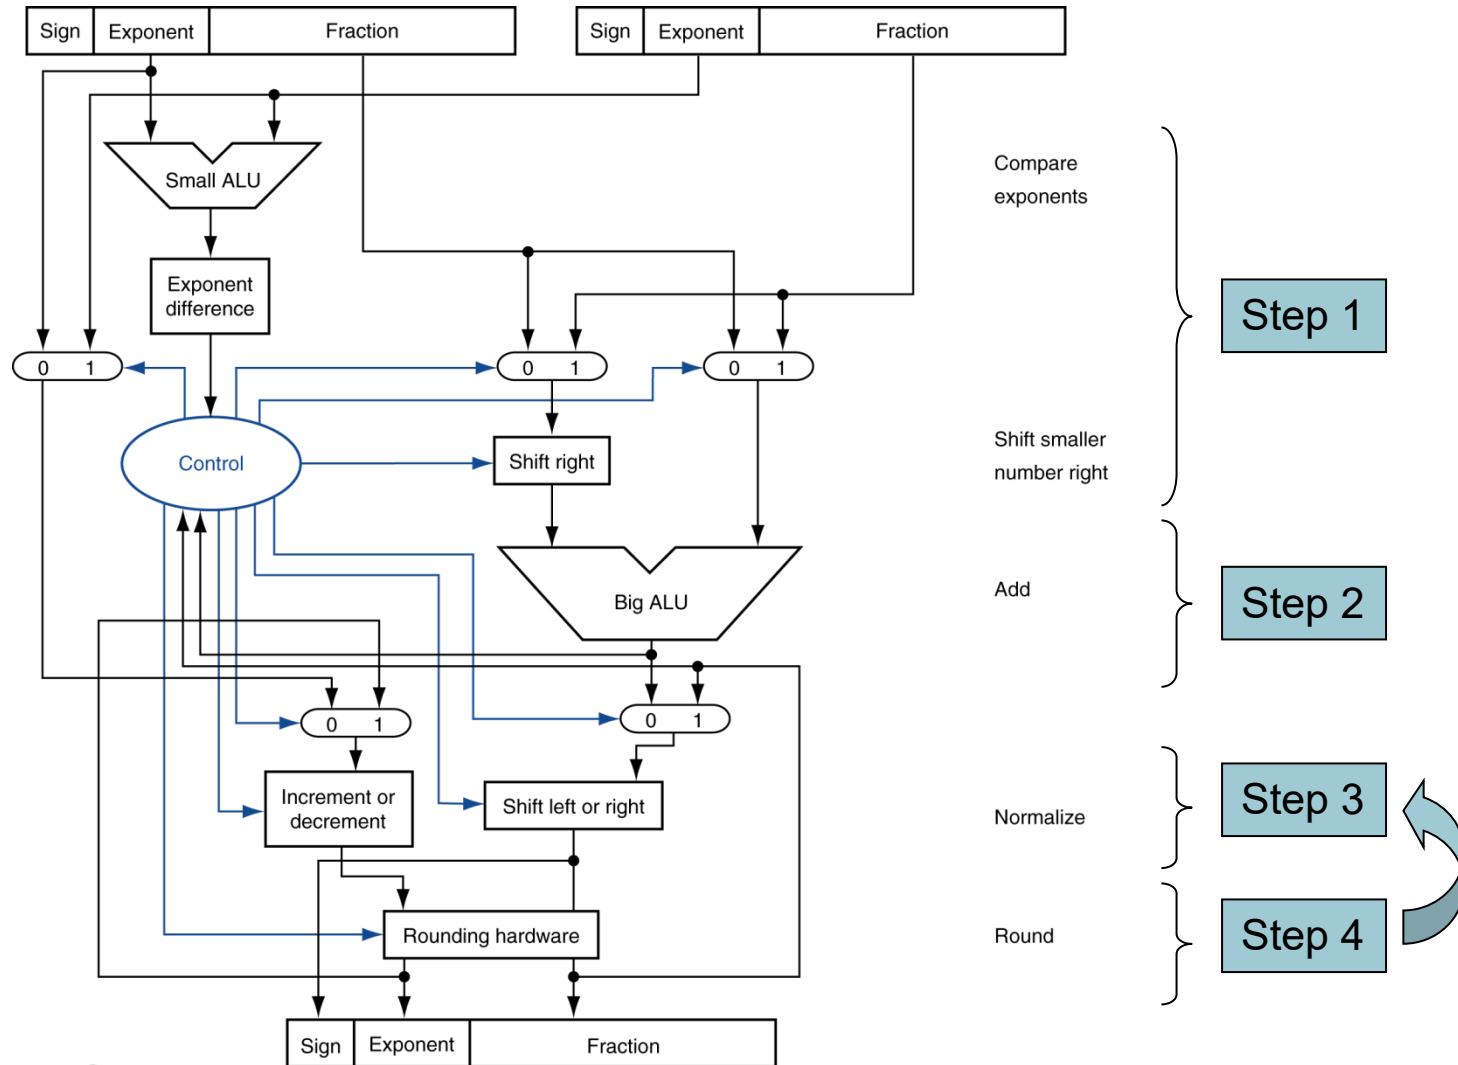 Sign Exponent Fraction
Sign Exponent Fraction
Small ALU
Compare
exponents
Exponent
difference
Step 1
0 1
0 1
0 1
Control
Shift right
Shift smaller
number right
Big ALU
Add
Step 2
0 1
0 1
Increment or
decrement
Shift left or right
Normalize
Step 3
Rounding hardware
Round
Step 4
Sign Exponent Fraction